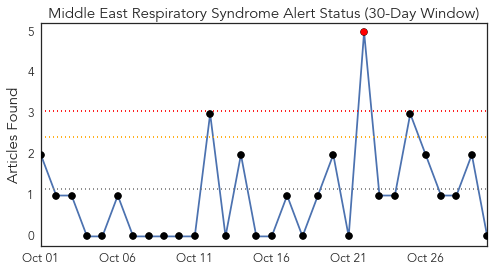 Middle East Respiratory Syndrome Alert Status (30-Day Window)
Articles Found
5
4
3
2
1
0
Oct 01 Oct 06 Oct 11 Oct 16 Oct 21 Oct 26